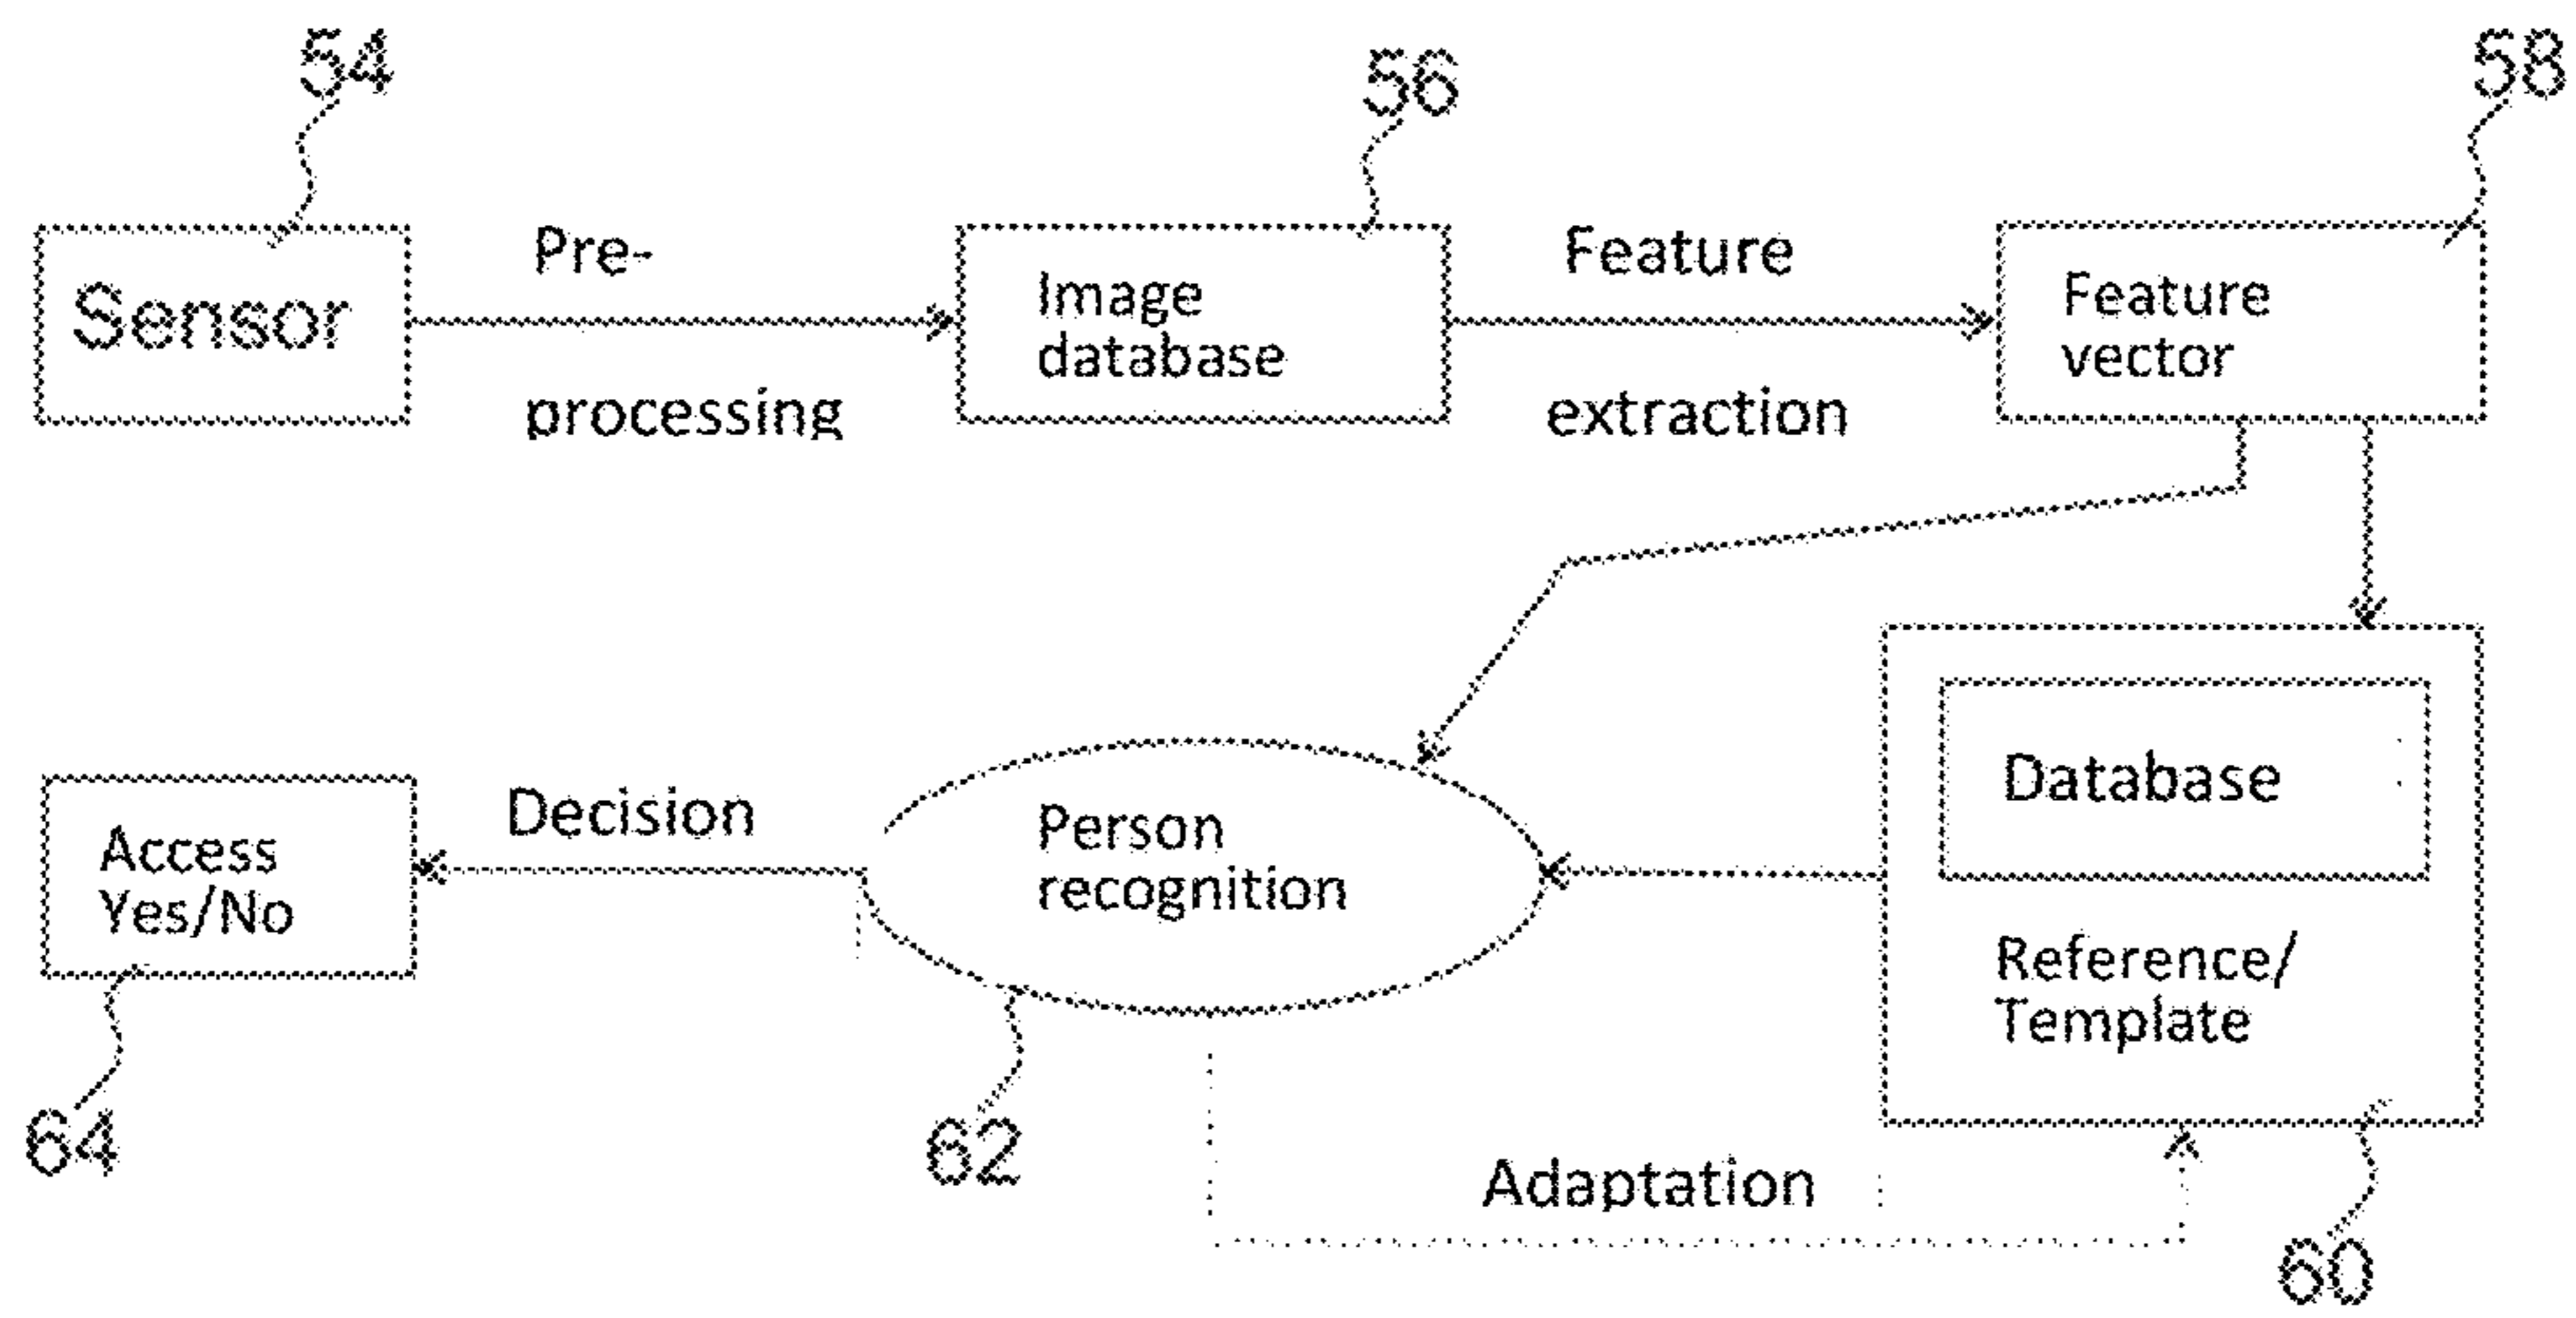 54
56
58
Sensor
Pre-
processing
Image
database
Feature
extraction
Feature
vector
Database
Reference/
Template
Person
recognition
Decision
Access
Yes/No
64
62
Adaptation
60